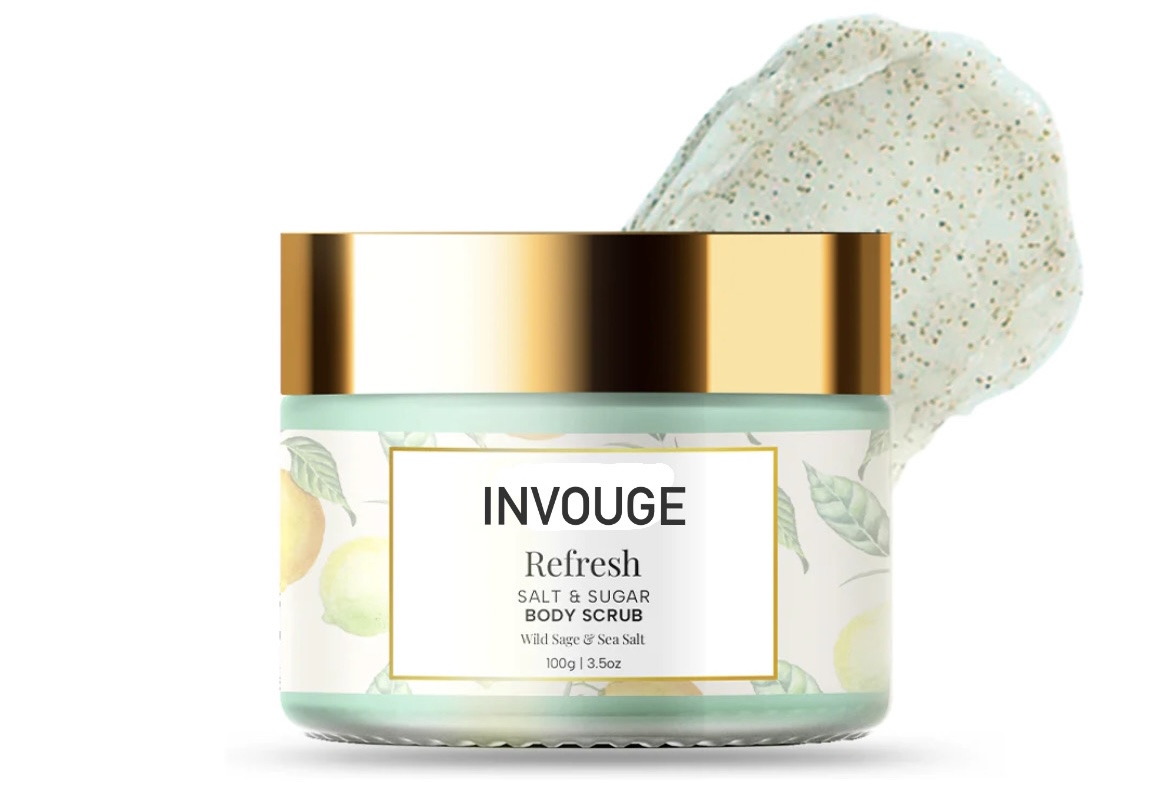 INVOUGE
Refresh
SALT & SUGAR
BODY SCRUB
Wild Sage & Sea Salt
100g | 3.5oz